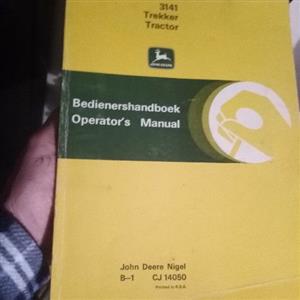 3141
Trekker
Tractor
JOHN DEERE
Bedienershandboek
Operator's Manual
John Deere Nigel
B-1 CJ 14050
Printed in R.S.A.